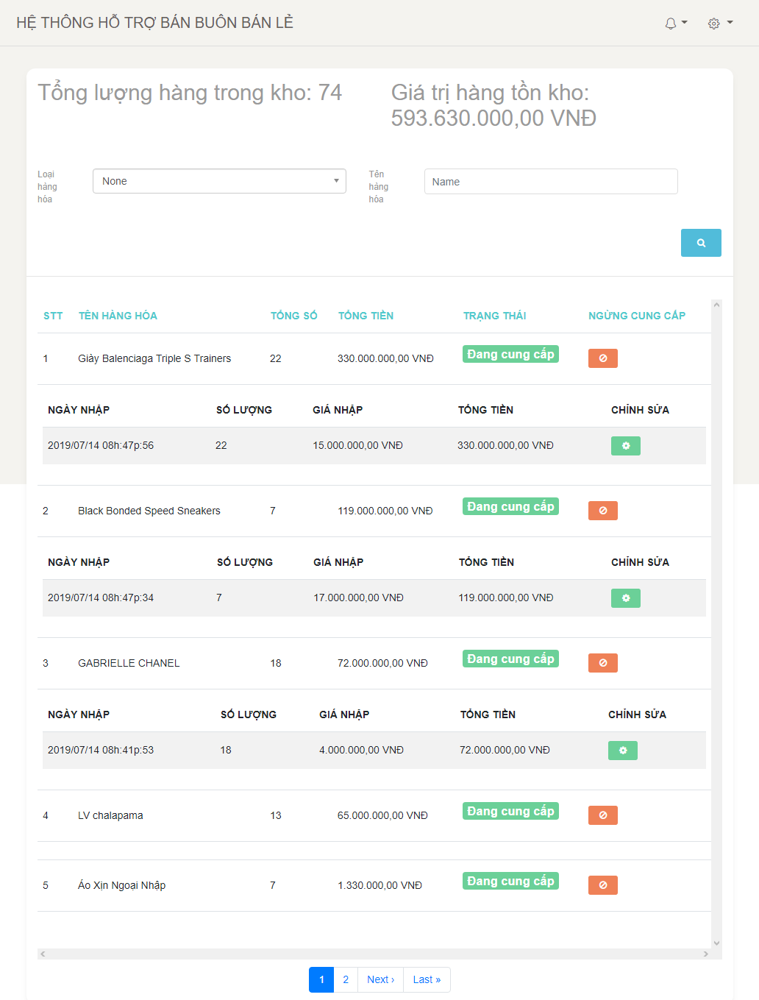 HỆ THỐNG HỖ TRỢ BÁN BUÔN BÁN LẺ
Tổng lượng hàng trong kho: 74
Giá trị hàng tồn kho:
593.630.000,00 VNĐ
Loại
hàng
hóa
None
Tên
hàng
hóa
Name
STT TÊN HÀNG HÓA TỔNG SỐ TỔNG TIỀN TRẠNG THÁI NGỪNG CUNG CẤP
1 Giày Balenciaga Triple S Trainers 22 330.000.000,00 VNĐ Đang cung cấp
NGÀY NHẬP SỐ LƯỢNG GIÁ NHẬP TỔNG TIỀN CHỈNH SỬA
2019/07/14 08h:47p:56 22 15.000.000,00 VNĐ 330.000.000,00 VNĐ
2 Black Bonded Speed Sneakers 7 119.000.000,00 VNĐ Đang cung cấp
NGÀY NHẬP SỐ LƯỢNG GIÁ NHẬP TỔNG TIỀN CHỈNH SỬA
2019/07/14 08h:47p:34 7 17.000.000,00 VNĐ 119.000.000,00 VNĐ
3 GABRIELLE CHANEL 18 72.000.000,00 VNĐ Đang cung cấp
NGÀY NHẬP SỐ LƯỢNG GIÁ NHẬP TỔNG TIỀN CHỈNH SỬA
2019/07/14 08h:41p:53 18 4.000.000,00 VNĐ 72.000.000,00 VNĐ
4 LV chalapama 13 65.000.000,00 VNĐ Đang cung cấp
5 Áo Xịn Ngoại Nhập 7 1.330.000,00 VNĐ Đang cung cấp
1 2 Next › Last »